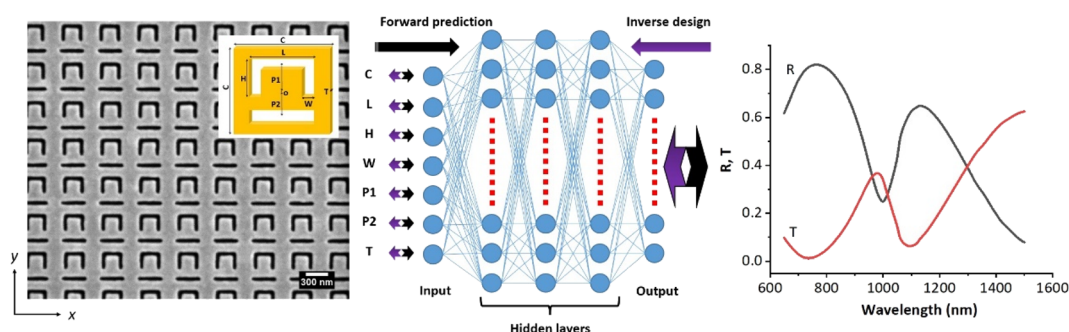 C
L
H
C
P1
o
T
P2
W
300 nm
y
x
Forward prediction
Inverse design
C
L
H
W
P1
P2
T
Input
Output
Hidden layers
R, T
0.8
0.6
0.4
0.2
0.0
R
T
600 800 1000 1200 1400 1600
Wavelength (nm)